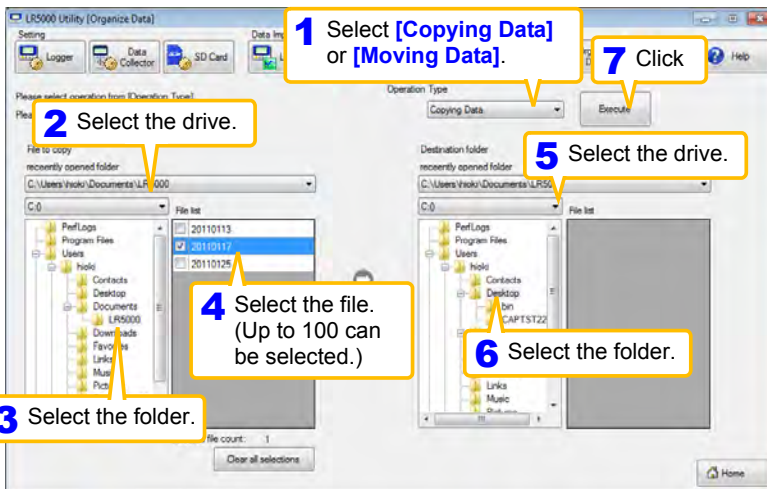 LR5000 Utility [Organize Data]
Setting
Logger
Data
Collector
SD Card
Data Imp
Help
1 Select [Copying Data]
or [Moving Data].
7 Click
Please select operation from [Operation Type]
Operation Type
Copying Data
Execute
2 Select the drive.
File to copy
recently opened folder
C:\Users\hioki\Documents\LR5000
C:\
File list
PerfLogs
Program Files
Users
hioki
Contacts
Desktop
Documents
LR5000
Downloads
Favorites
Links
Music
20110113
20110117
20110125
4 Select the file.
(Up to 100 can
be selected.)
3 Select the folder.
file count: 1
Clear all selections
Destination folder
recently opened folder
5 Select the drive.
C:\Users\hioki\Documents\LR50
C:\
File list
PerfLogs
Program Files
Users
hioki
Contacts
Desktop
bin
CAPTST22
6 Select the folder.
Links
Music
Home